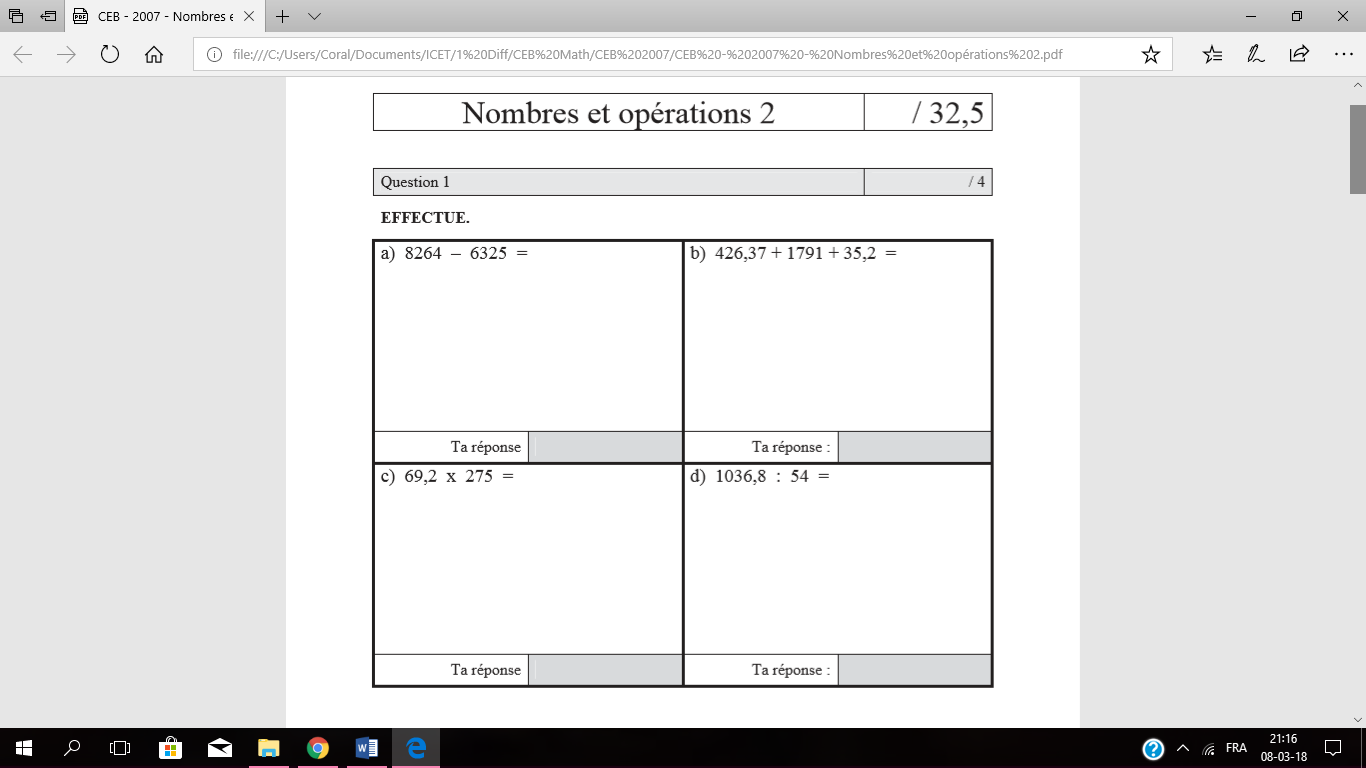 CEB - 2007 - Nombres e
file:///C:/Users/Coral/Documents/ICET/1%20Diff/CEB%20Math/CEB%202007/CEB%20-%202007%20-%20Nombres%20et%20opérations%202.pdf
Nombres et opérations 2 / 32,5
Question 1 / 4
EFFECTUE.
a) 8264 – 6325 =
b) 426,37 + 1791 + 35,2 =
Ta réponse
Ta réponse :
c) 69,2 x 275 =
d) 1036,8 : 54 =
Ta réponse
Ta réponse :
FRA
21:16
08-03-18